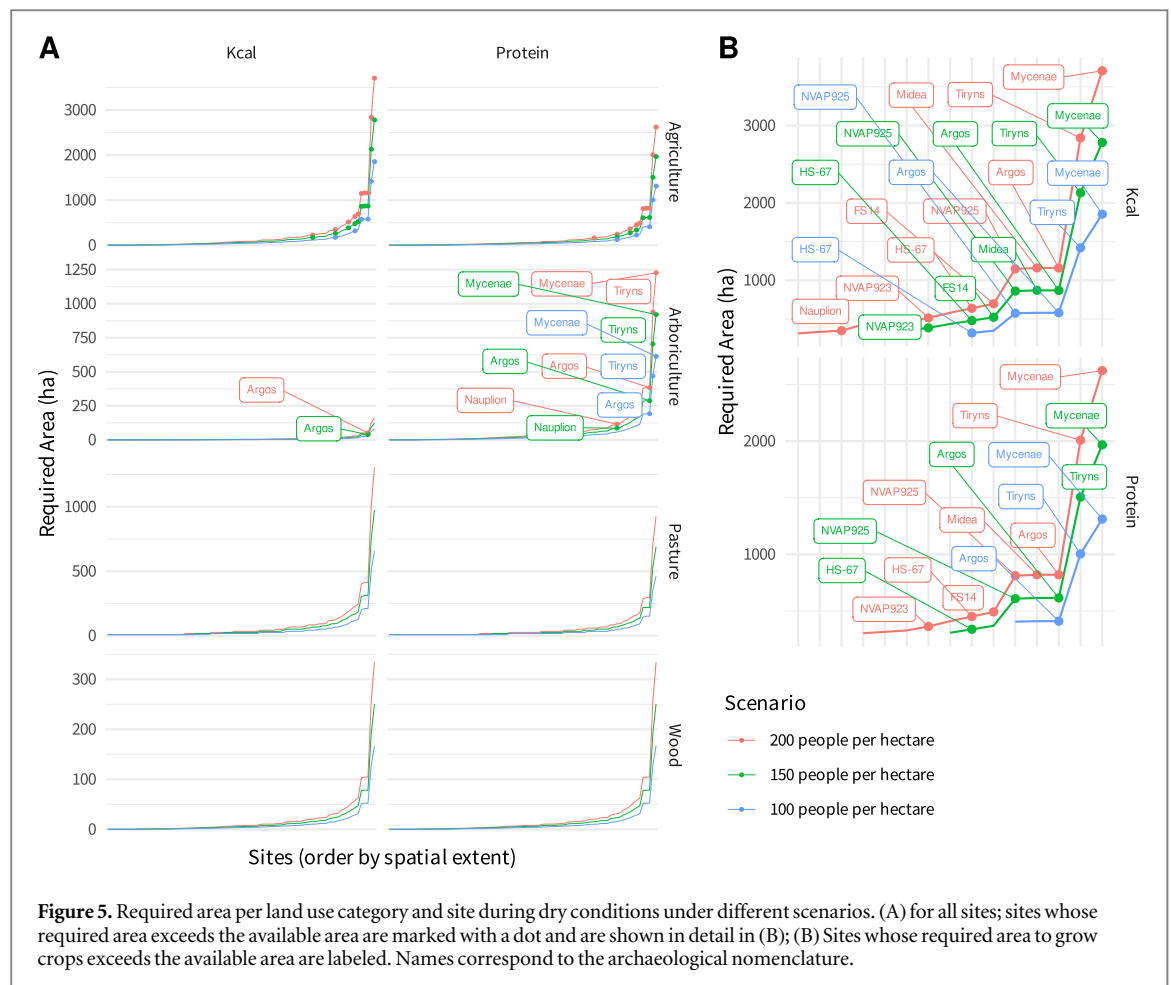 A
Kcal
Protein
Required Area (ha)
3000
2000
1000
0
Agriculture
1250
1000
750
500
250
0
Arboriculture
Argos
Argos
Mycenae
Mycenae
Tiryns
Mycenae
Tiryns
Argos
Argos
Tiryns
Nauplion
Argos
Nauplion
1000
500
0
Pasture
300
200
100
0
Wood
Sites (order by spatial extent)
B
Required Area (ha)
3000
2000
1000
Kcal
Mycenae
NVAP925
Midea
Tiryns
Mycenae
NVAP925
Argos
Tiryns
HS-67
Argos
Argos
Mycenae
FS14
NVAP925
Tiryns
HS-67
HS-67
Midea
NVAP923
FS14
Nauplion
NVAP923
2000
1000
Protein
Mycenae
Tiryns
Mycenae
Argos
Mycenae
Tiryns
NVAP925
Tiryns
Midea
NVAP925
Argos
Argos
HS-67
HS-67
FS14
NVAP923
Scenario
200 people per hectare
150 people per hectare
100 people per hectare
Figure 5. Required area per land use category and site during dry conditions under different scenarios. (A) for all sites; sites whose
required area exceeds the available area are marked with a dot and are shown in detail in (B); (B) Sites whose required area to grow
crops exceeds the available area are labeled. Names correspond to the archaeological nomenclature.